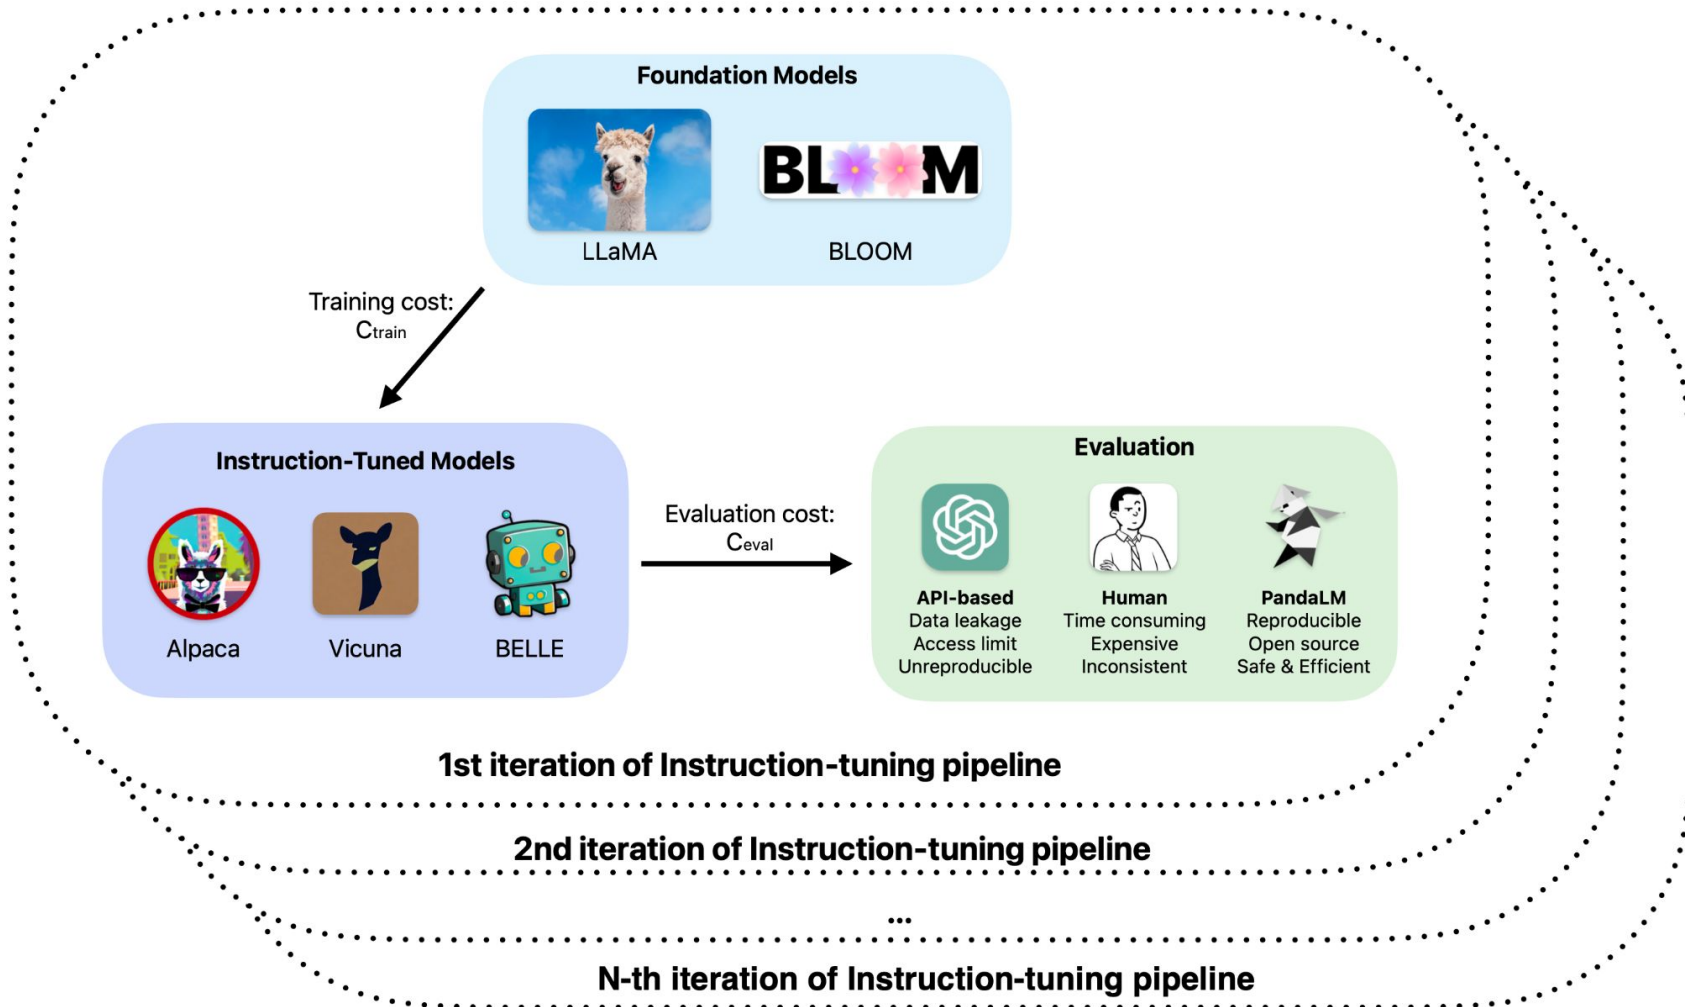 Foundation Models
BLOOM
LLaMA
BLOOM
Training cost:
Ctrain
Instruction-Tuned Models
Alpaca
Vicuna
BELLE
Evaluation cost:
Ceval
Evaluation
API-based
Data leakage
Access limit
Unreproducible
Human
Time consuming
Expensive
Inconsistent
PandaLM
Reproducible
Open source
Safe & Efficient
1st iteration of Instruction-tuning pipeline
2nd iteration of Instruction-tuning pipeline
...
N-th iteration of Instruction-tuning pipeline